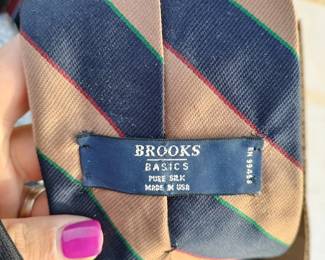 BROOKS
BASICS
PURE SILK
MADE IN USA